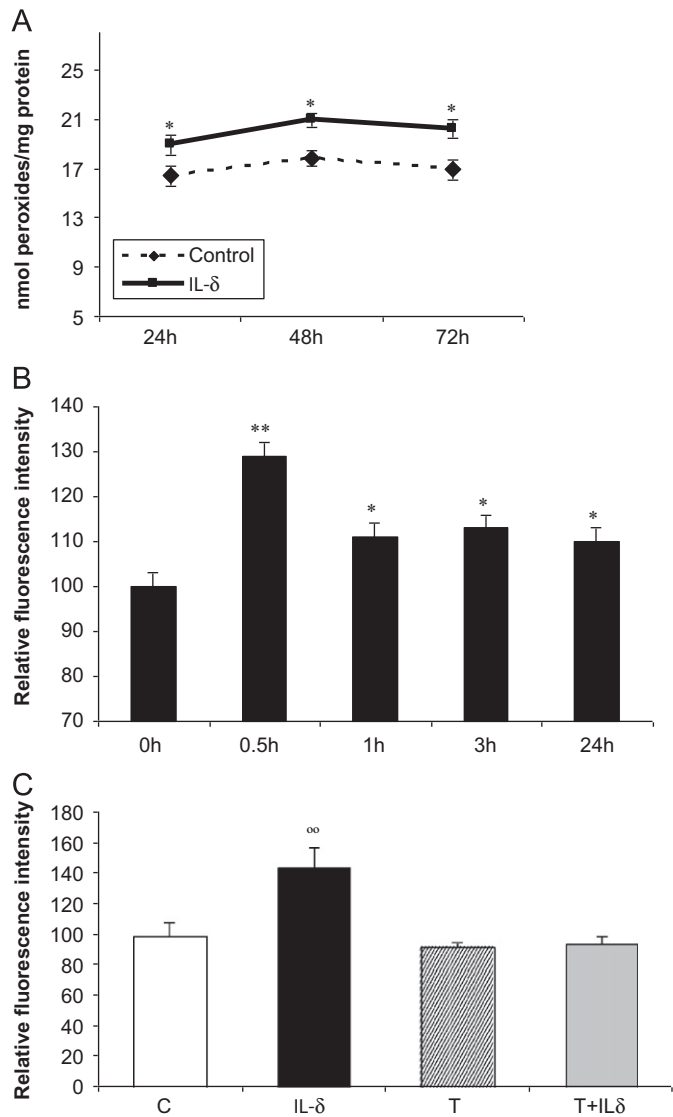 A
nmol peroxides/mg protein
25
21
17
13
9
5
*
*
*
Control
IL-δ
24h 48h 72h
B
Relative fluorescence intensity
140
130
120
110
100
90
80
70
**
*
*
*
0h 0.5h 1h 3h 24h
C
Relative fluorescence intensity
180
160
140
120
100
80
60
40
20
0
oo
C IL-δ T T+ILδ